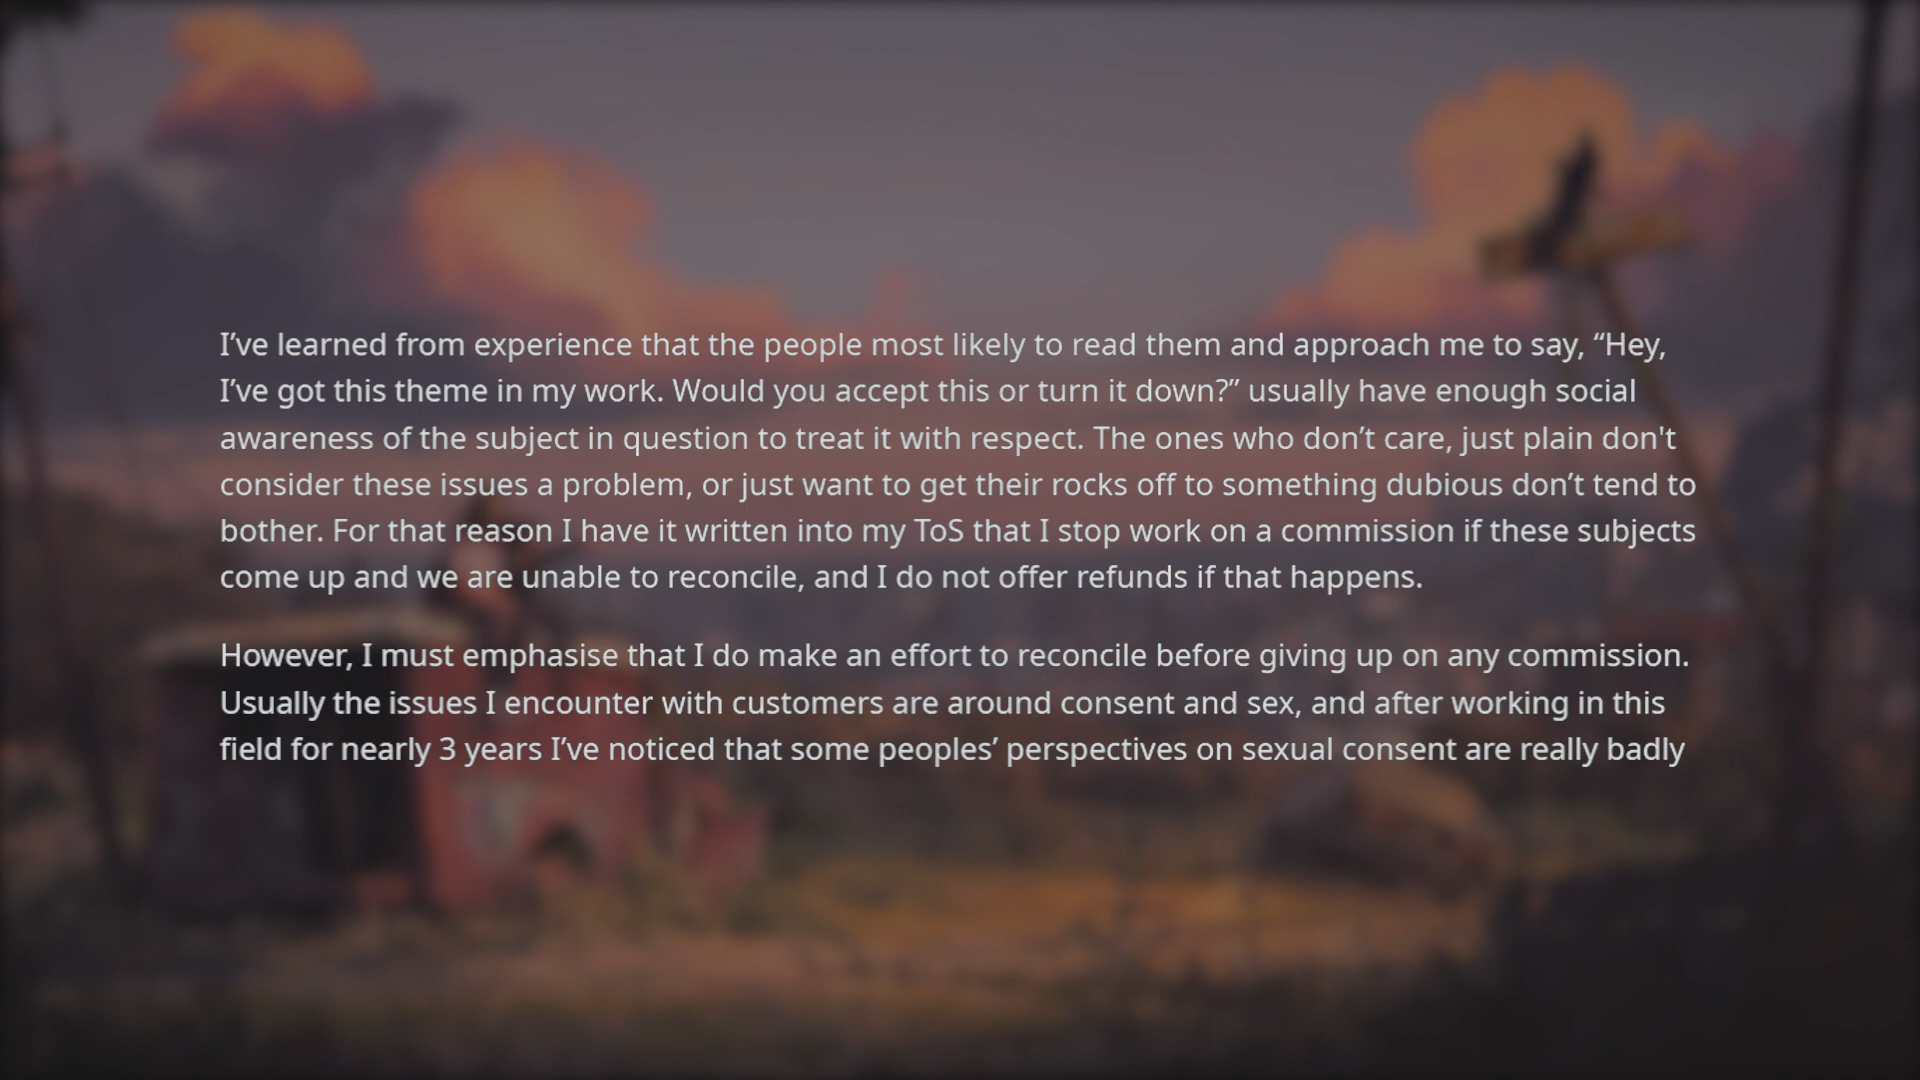 I’ve learned from experience that the people most likely to read them and approach me to say, “Hey,
I’ve got this theme in my work. Would you accept this or turn it down?” usually have enough social
awareness of the subject in question to treat it with respect. The ones who don’t care, just plain don't
consider these issues a problem, or just want to get their rocks off to something dubious don’t tend to
bother. For that reason I have it written into my ToS that I stop work on a commission if these subjects
come up and we are unable to reconcile, and I do not offer refunds if that happens.
However, I must emphasise that I do make an effort to reconcile before giving up on any commission.
Usually the issues I encounter with customers are around consent and sex, and after working in this
field for nearly 3 years I’ve noticed that some peoples’ perspectives on sexual consent are really badly